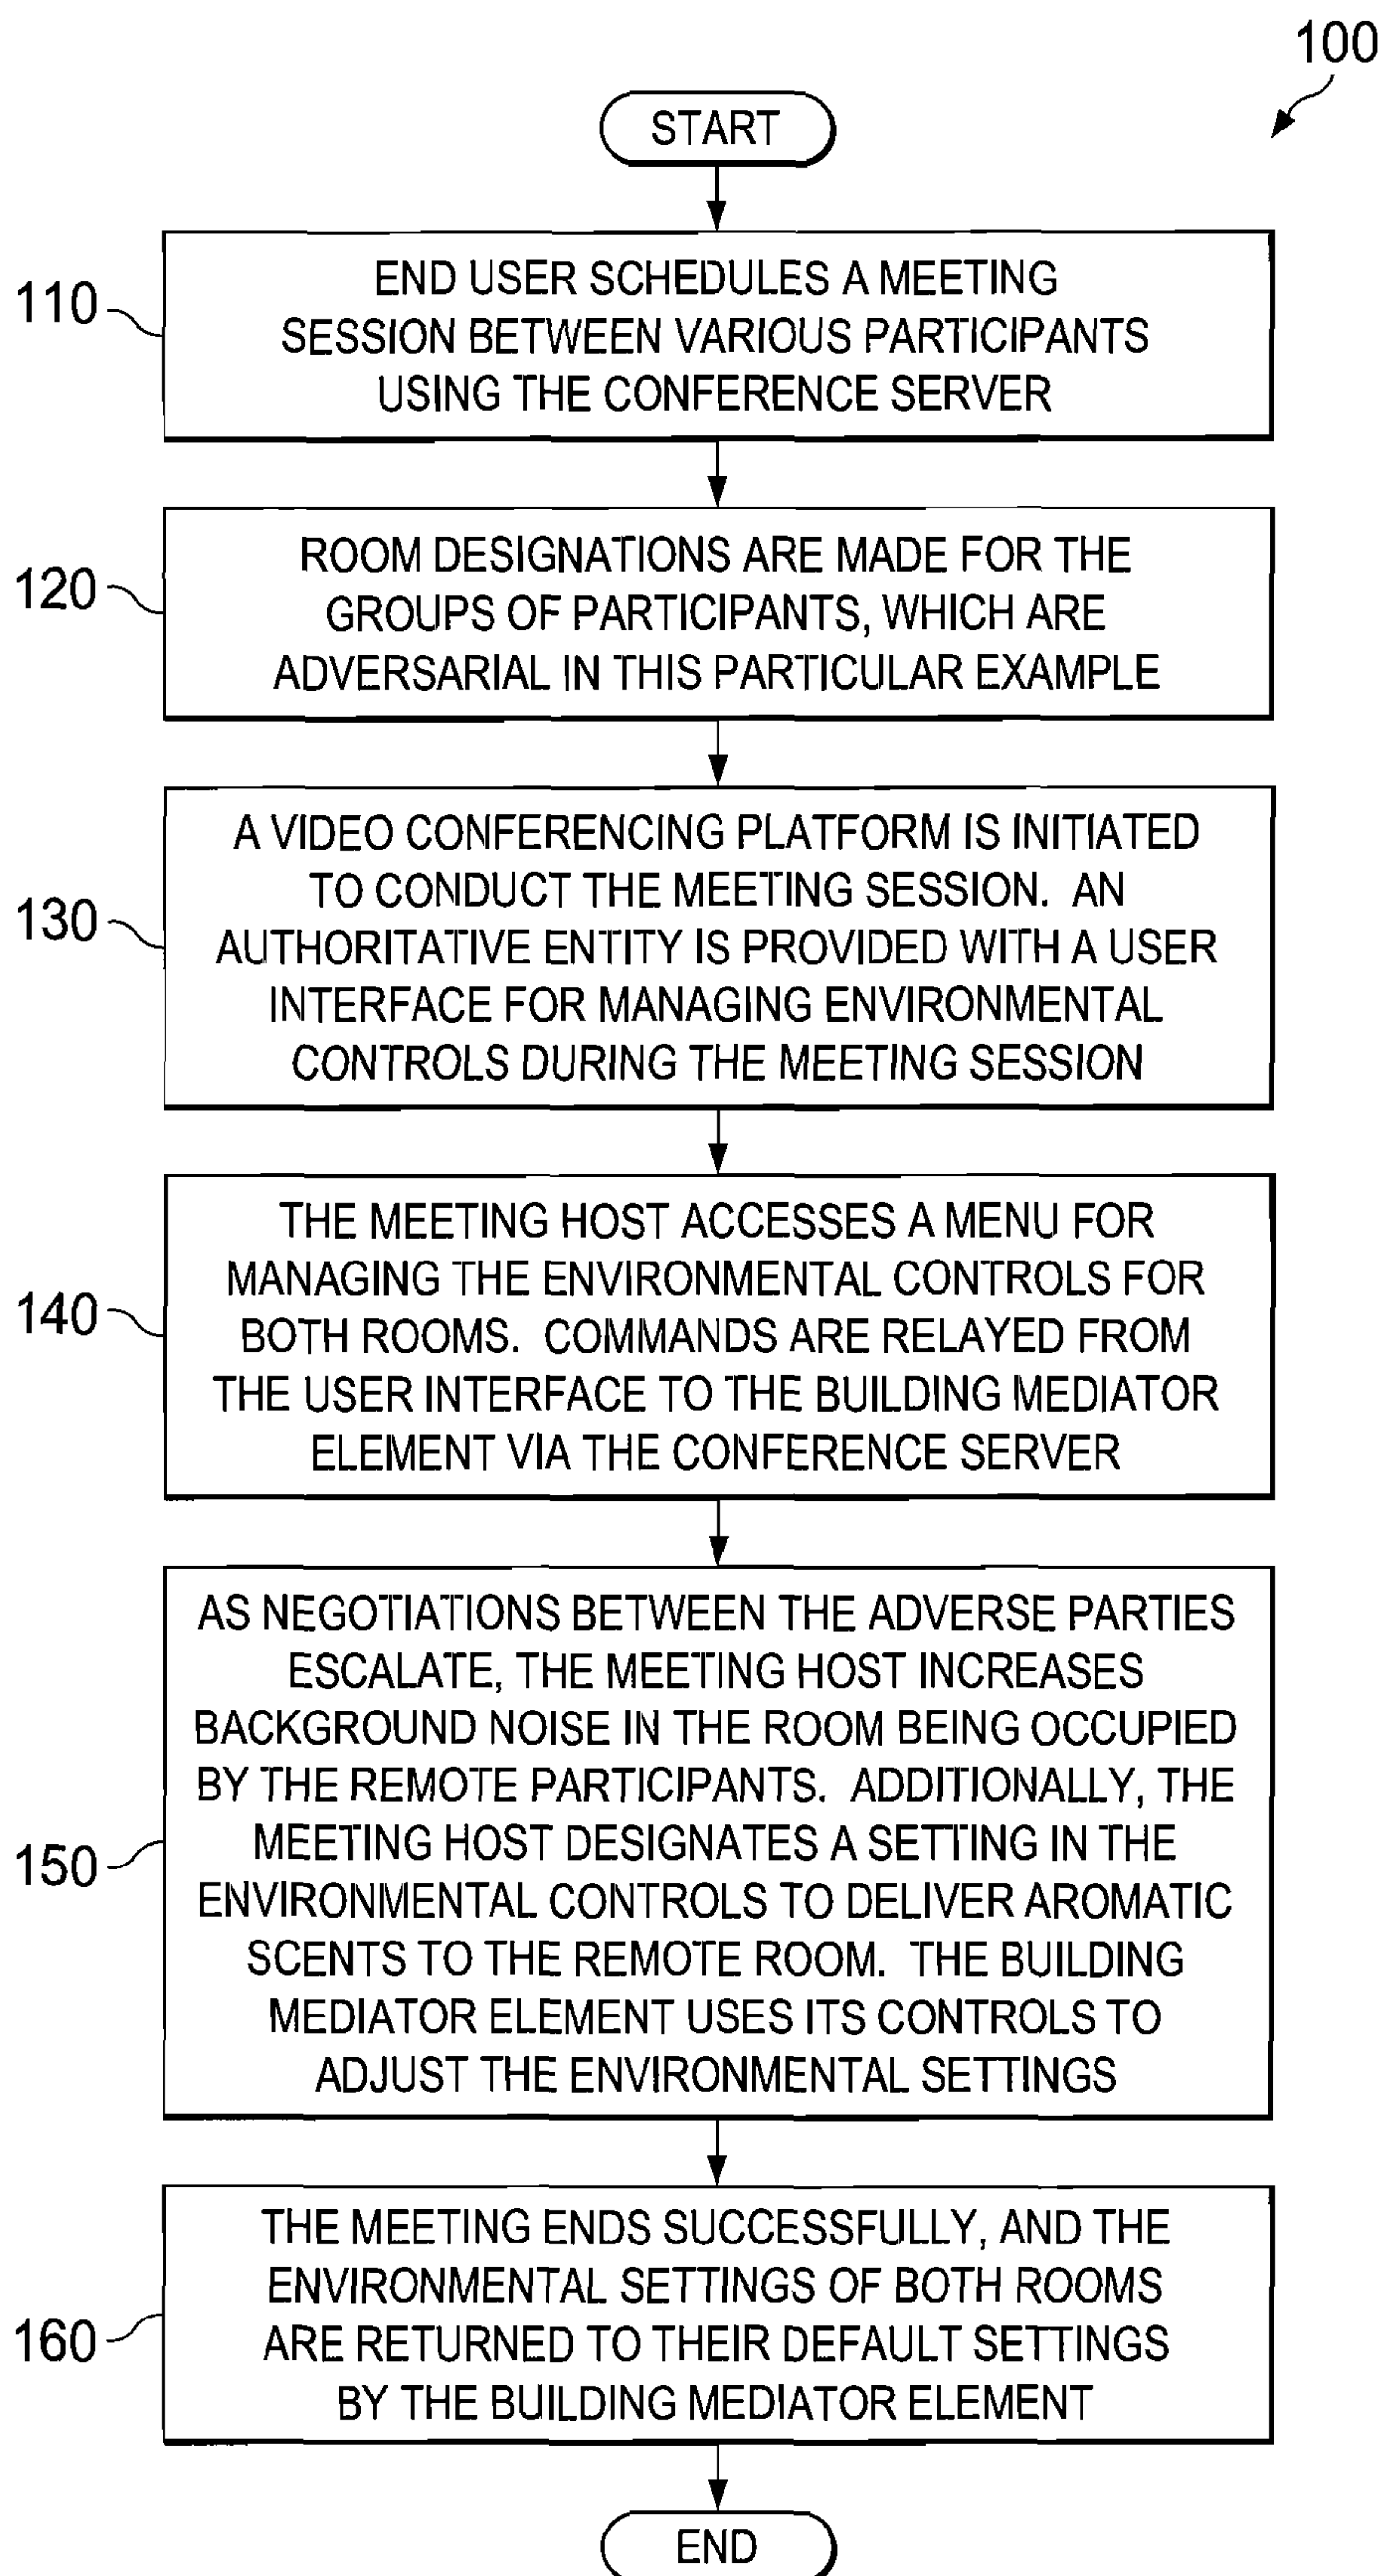 100
START
110
END USER SCHEDULES A MEETING
SESSION BETWEEN VARIOUS PARTICIPANTS
USING THE CONFERENCE SERVER
120
ROOM DESIGNATIONS ARE MADE FOR THE
GROUPS OF PARTICIPANTS, WHICH ARE
ADVERSARIAL IN THIS PARTICULAR EXAMPLE
130
A VIDEO CONFERENCING PLATFORM IS INITIATED
TO CONDUCT THE MEETING SESSION. AN
AUTHORITATIVE ENTITY IS PROVIDED WITH A USER
INTERFACE FOR MANAGING ENVIRONMENTAL
CONTROLS DURING THE MEETING SESSION
140
THE MEETING HOST ACCESSES A MENU FOR
MANAGING THE ENVIRONMENTAL CONTROLS FOR
BOTH ROOMS. COMMANDS ARE RELAYED FROM
THE USER INTERFACE TO THE BUILDING MEDIATOR
ELEMENT VIA THE CONFERENCE SERVER
150
AS NEGOTIATIONS BETWEEN THE ADVERSE PARTIES
ESCALATE, THE MEETING HOST INCREASES
BACKGROUND NOISE IN THE ROOM BEING OCCUPIED
BY THE REMOTE PARTICIPANTS. ADDITIONALLY, THE
MEETING HOST DESIGNATES A SETTING IN THE
ENVIRONMENTAL CONTROLS TO DELIVER AROMATIC
SCENTS TO THE REMOTE ROOM. THE BUILDING
MEDIATOR ELEMENT USES ITS CONTROLS TO
ADJUST THE ENVIRONMENTAL SETTINGS
160
THE MEETING ENDS SUCCESSFULLY, AND THE
ENVIRONMENTAL SETTINGS OF BOTH ROOMS
ARE RETURNED TO THEIR DEFAULT SETTINGS
BY THE BUILDING MEDIATOR ELEMENT
END